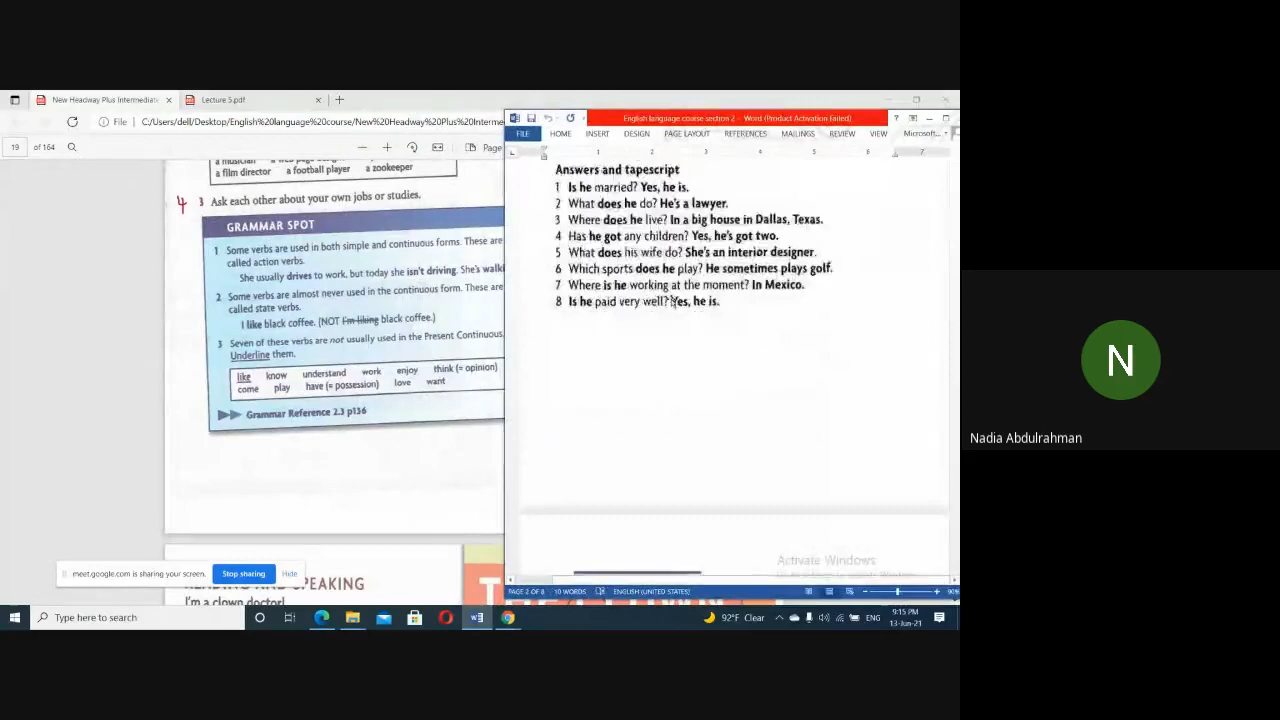 New Headway Plus Intermediate
Lecture 5.pdf
C:/Users/dell/Desktop/English%20language%20course/New%20Headway%20Plus%20Interme
19 of 164
Page
a film director a football player a zookeeper
4 3 Ask each other about your own jobs or studies.
GRAMMAR SPOT
1 Some verbs are used in both simple and continuous forms. These are
called action verbs.
She usually drives to work, but today she isn't driving. She's walk
2 Some verbs are almost never used in the continuous form. These are
called state verbs.
I like black coffee. (NOT I'm liking black coffee.)
3 Seven of these verbs are not usually used in the Present Continuous.
Underline them.
like know understand work enjoy think (= opinion)
come play have (= possession) love want
Grammar Reference 2.3 p136
meet.google.com is sharing your screen. Stop sharing Hide
READING AND SPEAKING
I'm a clown doctor!
English language course section 2 - Word (Product Activation Failed)
FILE HOME INSERT DESIGN PAGE LAYOUT REFERENCES MAILINGS REVIEW VIEW Microsoft...
1 2 3 4 5 6 7
Answers and tapescript
1 Is he married? Yes, he is.
2 What does he do? He's a lawyer.
3 Where does he live? In a big house in Dallas, Texas.
4 Has he got any children? Yes, he's got two.
5 What does his wife do? She's an interior designer.
6 Which sports does he play? He sometimes plays golf.
7 Where is he working at the moment? In Mexico.
8 Is he paid very well? Yes, he is.
Activate Windows
PAGE 2 OF 8 10 WORDS ENGLISH (UNITED STATES) 90%
Type here to search
92°F Clear
ENG
9:15 PM
13-Jun-21
N
Nadia Abdulrahman